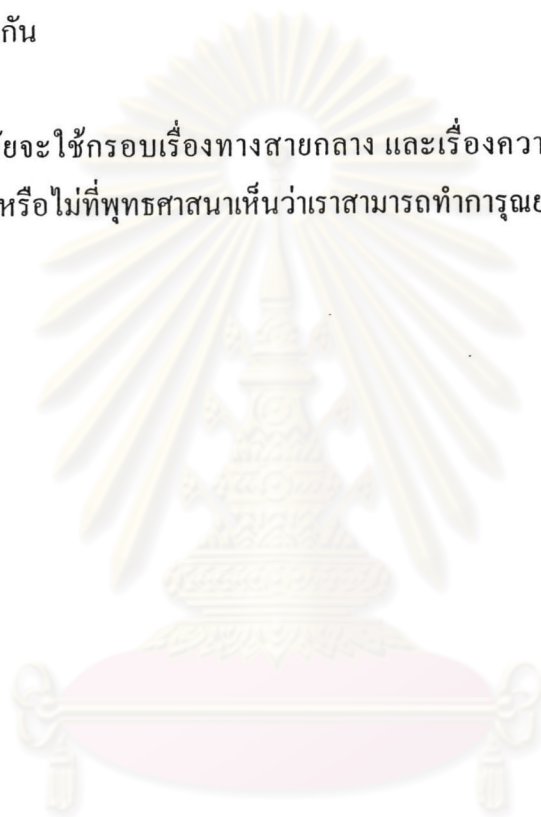 กัน
ยจะใช้กรอบเรื่องทางสายกลาง และเรื่องควา
หรือไม่ที่พุทธศาสนาเห็นว่าเราสามารถทำการุณย